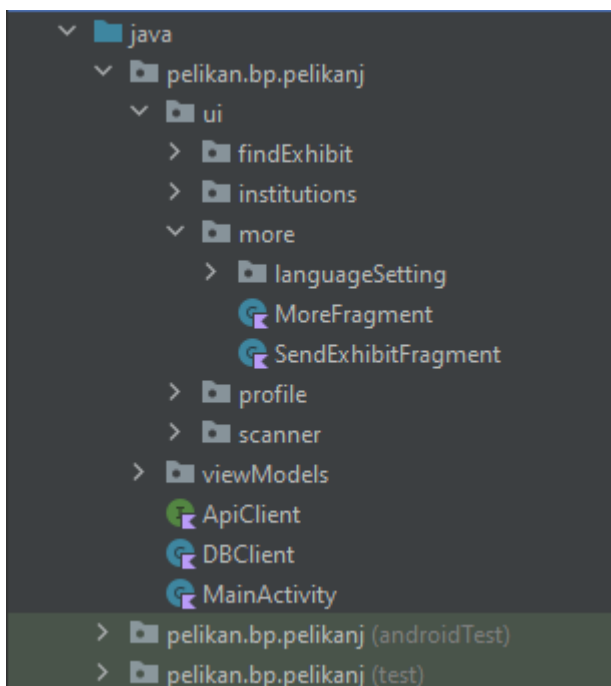 java
pelikan.bp.pelikanj
ui
findExhibit
institutions
more
languageSetting
MoreFragment
SendExhibitFragment
profile
scanner
viewModels
ApiClient
DBClient
MainActivity
pelikan.bp.pelikanj (androidTest)
pelikan.bp.pelikanj (test)